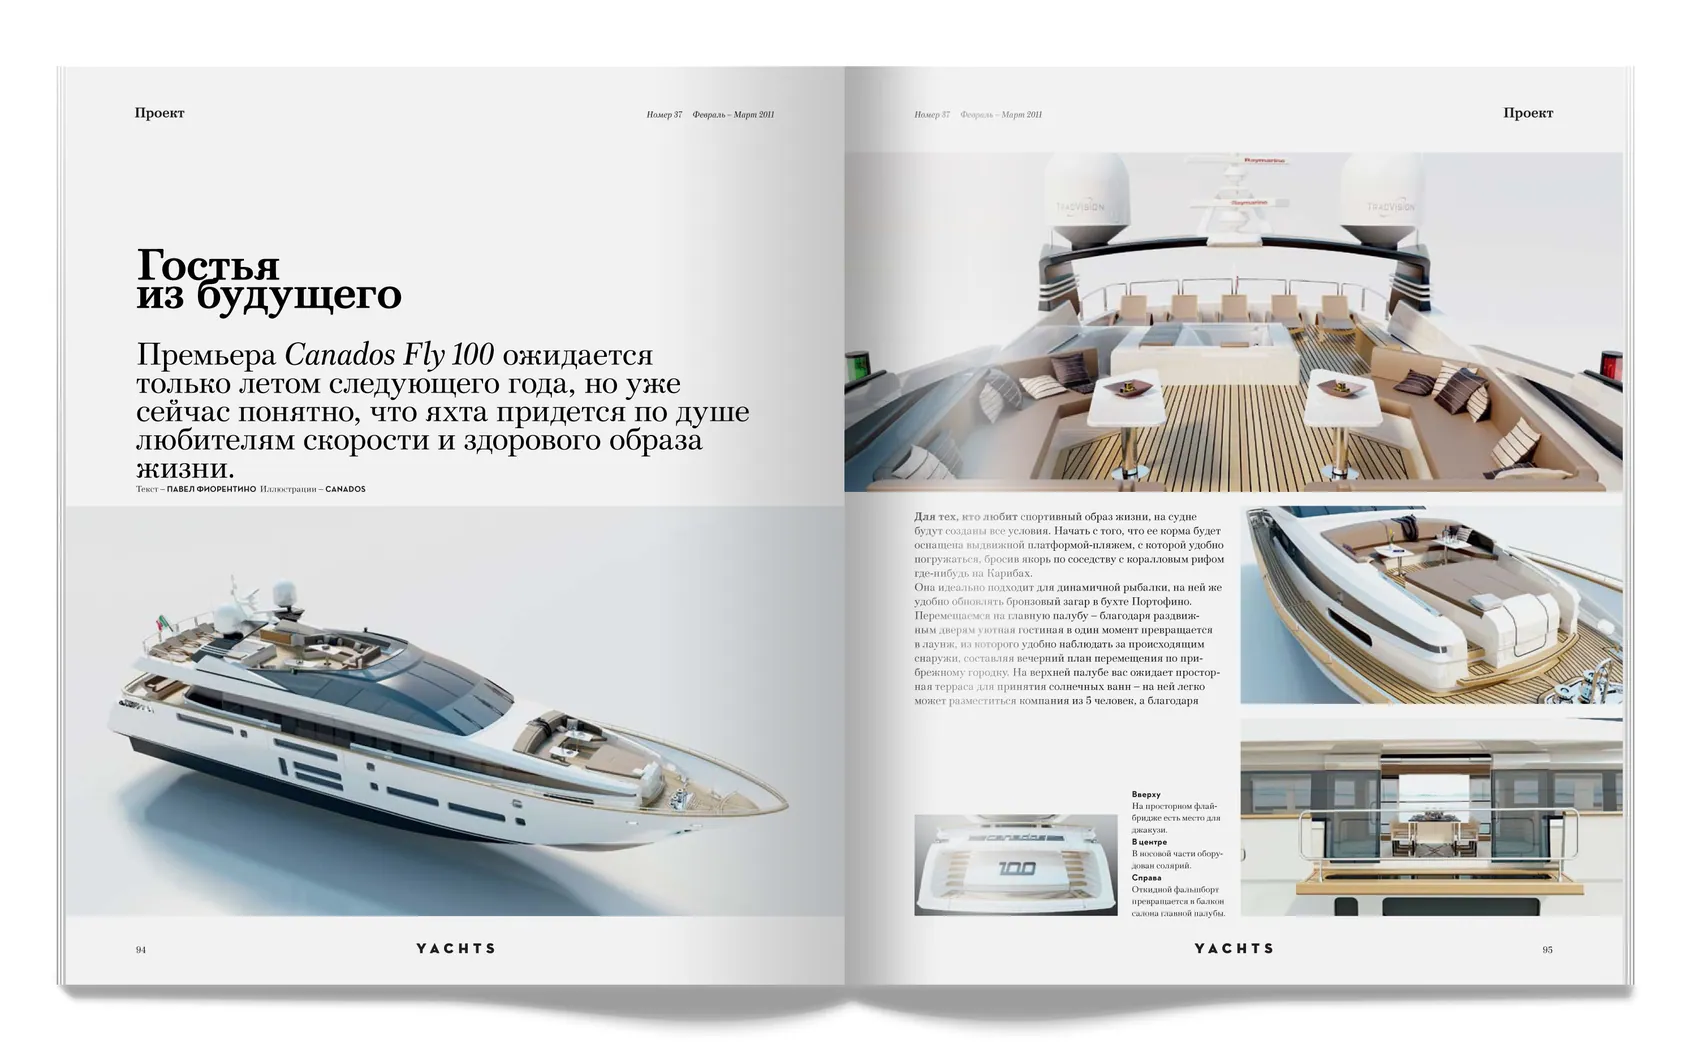 Проект
Номер 37 Февраль – Март 2011
Гостья
из будущего
Премьера Canados Fly 100 ожидается
только летом следующего года, но уже
сейчас понятно, что яхта придется по душе
любителям скорости и здорового образа
жизни.
Текст – ПАВЕЛ ФИОРЕНТИНО Иллюстрации – CANADOS
94
YACHTS
Номер 37 Февраль – Март 2011
Проект
Raymarine
Raymarine
TRACVISION
TRACVISION
Для тех, кто любит спортивный образ жизни, на судне
будут созданы все условия. Начать с того, что ее корма будет
оснащена выдвижной платформой-пляжем, с которой удобно
погружаться, бросив якорь по соседству с коралловым рифом
где-нибудь на Карибах.
Она идеально подходит для динамичной рыбалки, на ней же
удобно обновлять бронзовый загар в бухте Портофино.
Перемещаемся на главную палубу – благодаря раздвиж-
ным дверям уютная гостиная в один момент превращается
в лаунж, из которого удобно наблюдать за происходящим
снаружи, составляя вечерний план перемещения по при-
брежному городку. На верхней палубе вас ожидает простор-
ная терраса для принятия солнечных ванн – на ней легко
может разместиться компания из 5 человек, а благодаря
canados
100
Вверху
На просторном флай-
бридже есть место для
джакузи.
В центре
В носовой части обору-
дован солярий.
Справа
Откидной фальшборт
превращается в балкон
салона главной палубы.
YACHTS
95